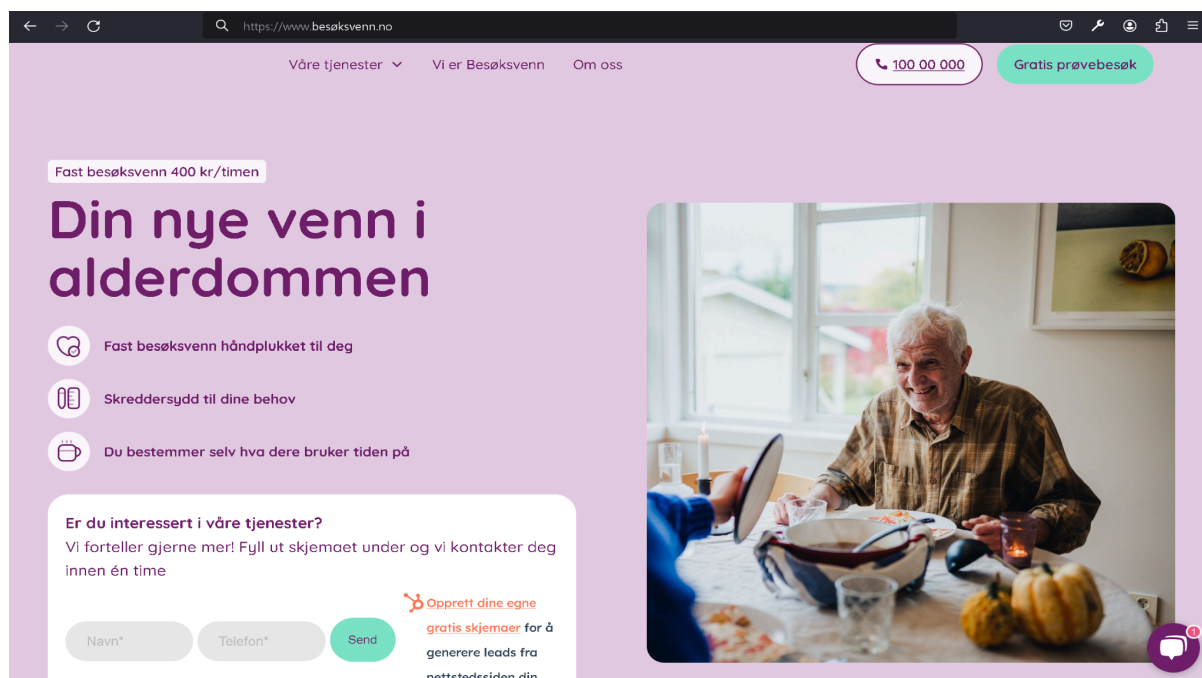 https://www.besøksvenn.no
Våre tjenester
Vi er Besøksvenn
Om oss
100 00 000
Gratis prøvebesøk
Fast besøksvenn 400 kr/timen
Din nye venn i
alderdommen
Fast besøksvenn håndplukket til deg
Skreddersydd til dine behov
Du bestemmer selv hva dere bruker tiden på
Er du interessert i våre tjenester?
Vi forteller gjerne mer! Fyll ut skjemaet under og vi kontakter deg
innen én time
Navn*
Telefon*
Send
Opprett dine egne
gratis skjemaer for å
generere leads fra
nettstedssiden din
1